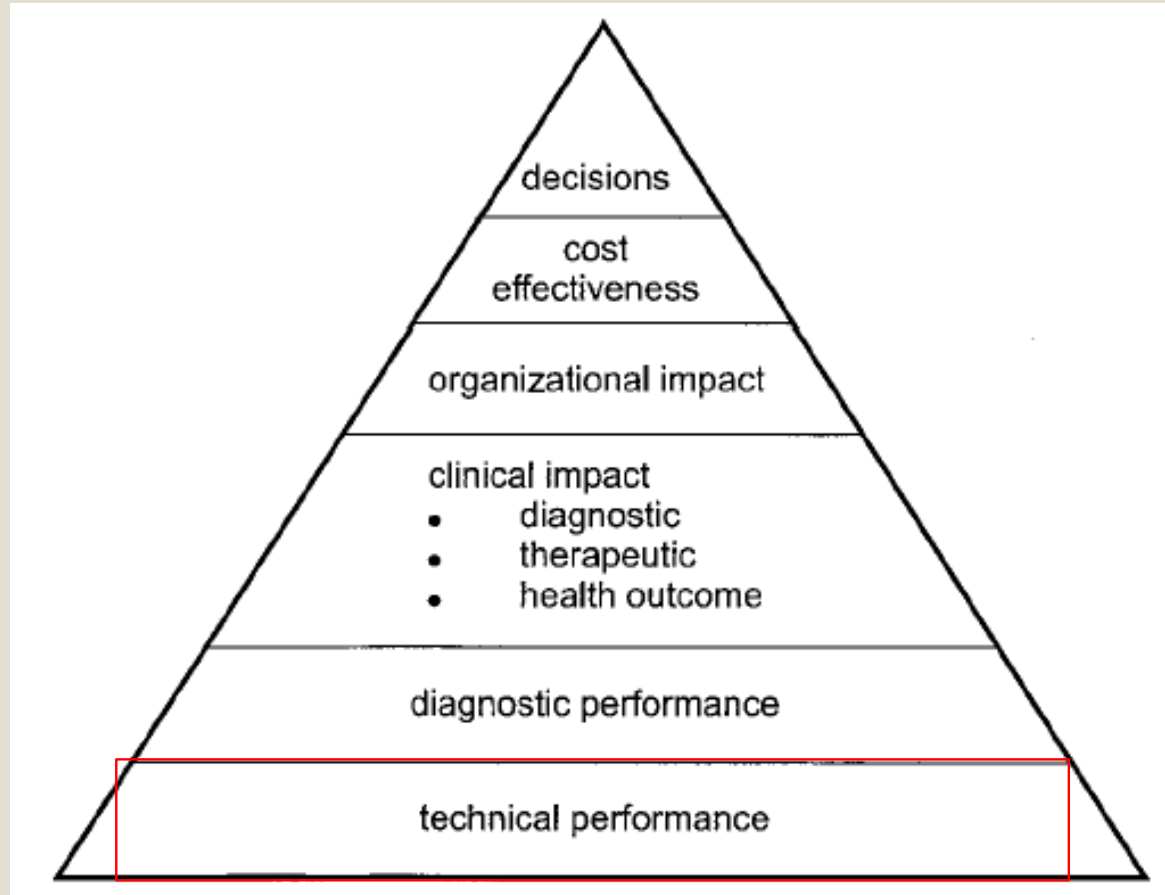 decisions
cost
effectiveness
organizational impact
clinical impact
• diagnostic
• therapeutic
• health outcome
diagnostic performance
technical performance